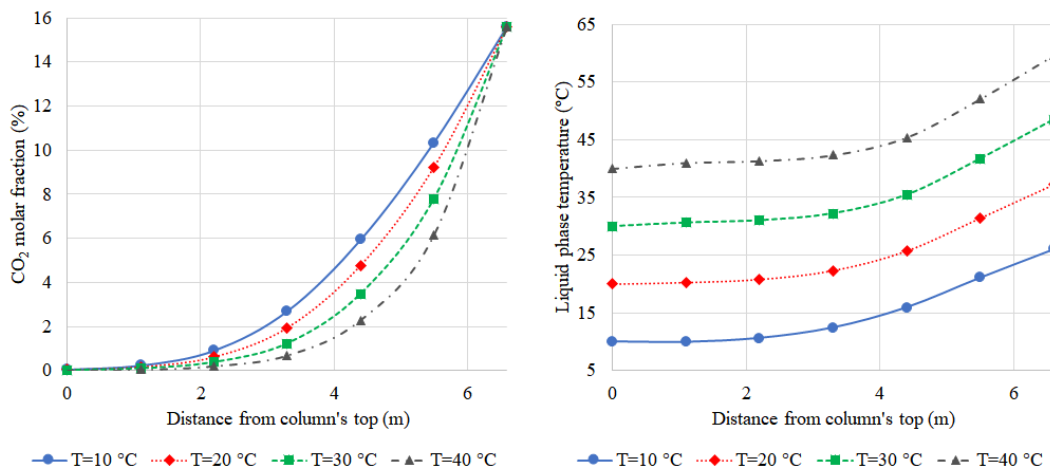 16
14
12
10
8
6
4
2
0
CO₂ molar fraction (%)
0 2 4 6
Distance from column's top (m)
T=10 °C T=20 °C T=30 °C T=40 °C
65
55
45
35
25
15
5
Liquid phase temperature (°C)
0 2 4 6
Distance from column's top (m)
T=10 °C T=20 °C T=30 °C T=40 °C